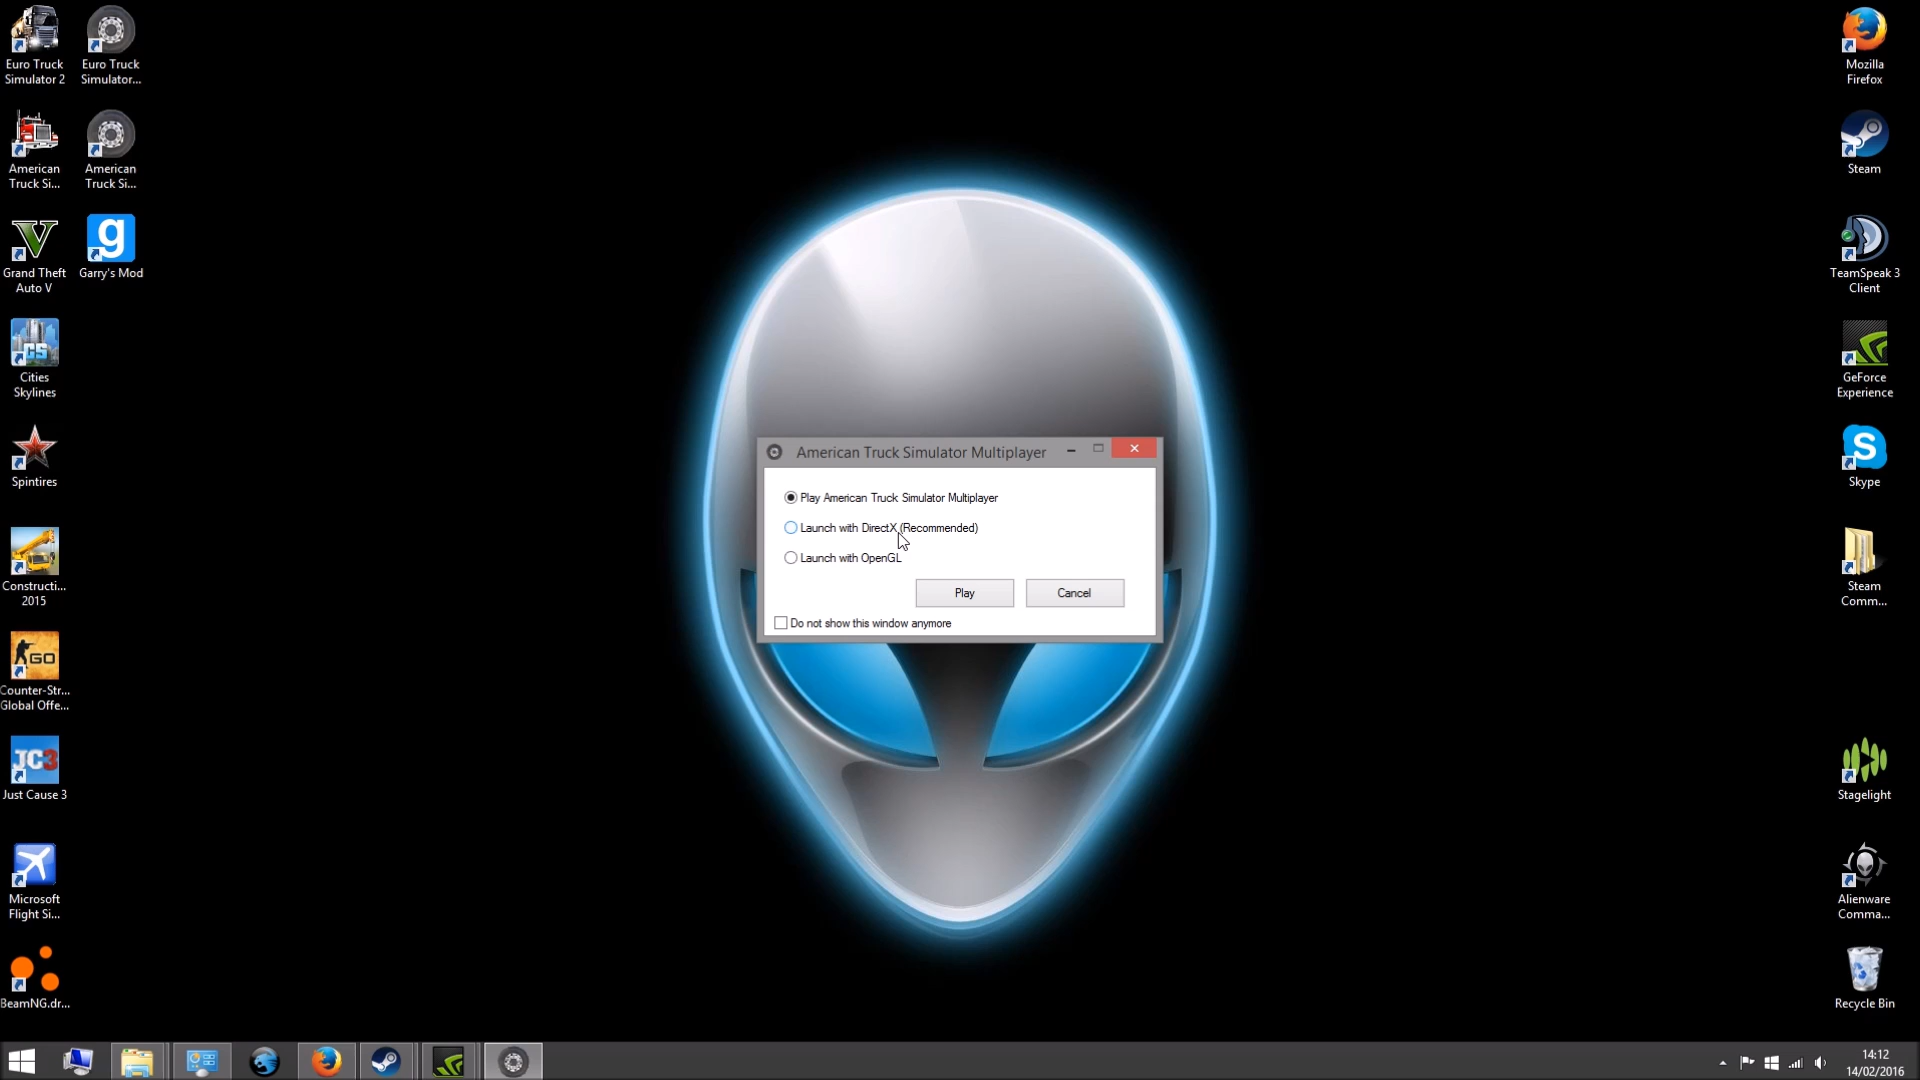 Euro Truck
Simulator 2
Euro Truck
Simulator...
American
Truck Si...
American
Truck Si...
Grand Theft
Auto V
g
Garry's Mod
CS
Cities
Skylines
Spintires
Constructi...
2015
GO
Counter-Str...
Global Offe...
JC3
Just Cause 3
Microsoft
Flight Si...
BeamNG.dr...
American Truck Simulator Multiplayer
Play American Truck Simulator Multiplayer
Launch with DirectX (Recommended)
Launch with OpenGL
Play
Cancel
Do not show this window anymore
Mozilla
Firefox
Steam
TeamSpeak 3
Client
GeForce
Experience
S
Skype
Steam
Comm...
Stagelight
Alienware
Comma...
Recycle Bin
14:12
14/02/2016